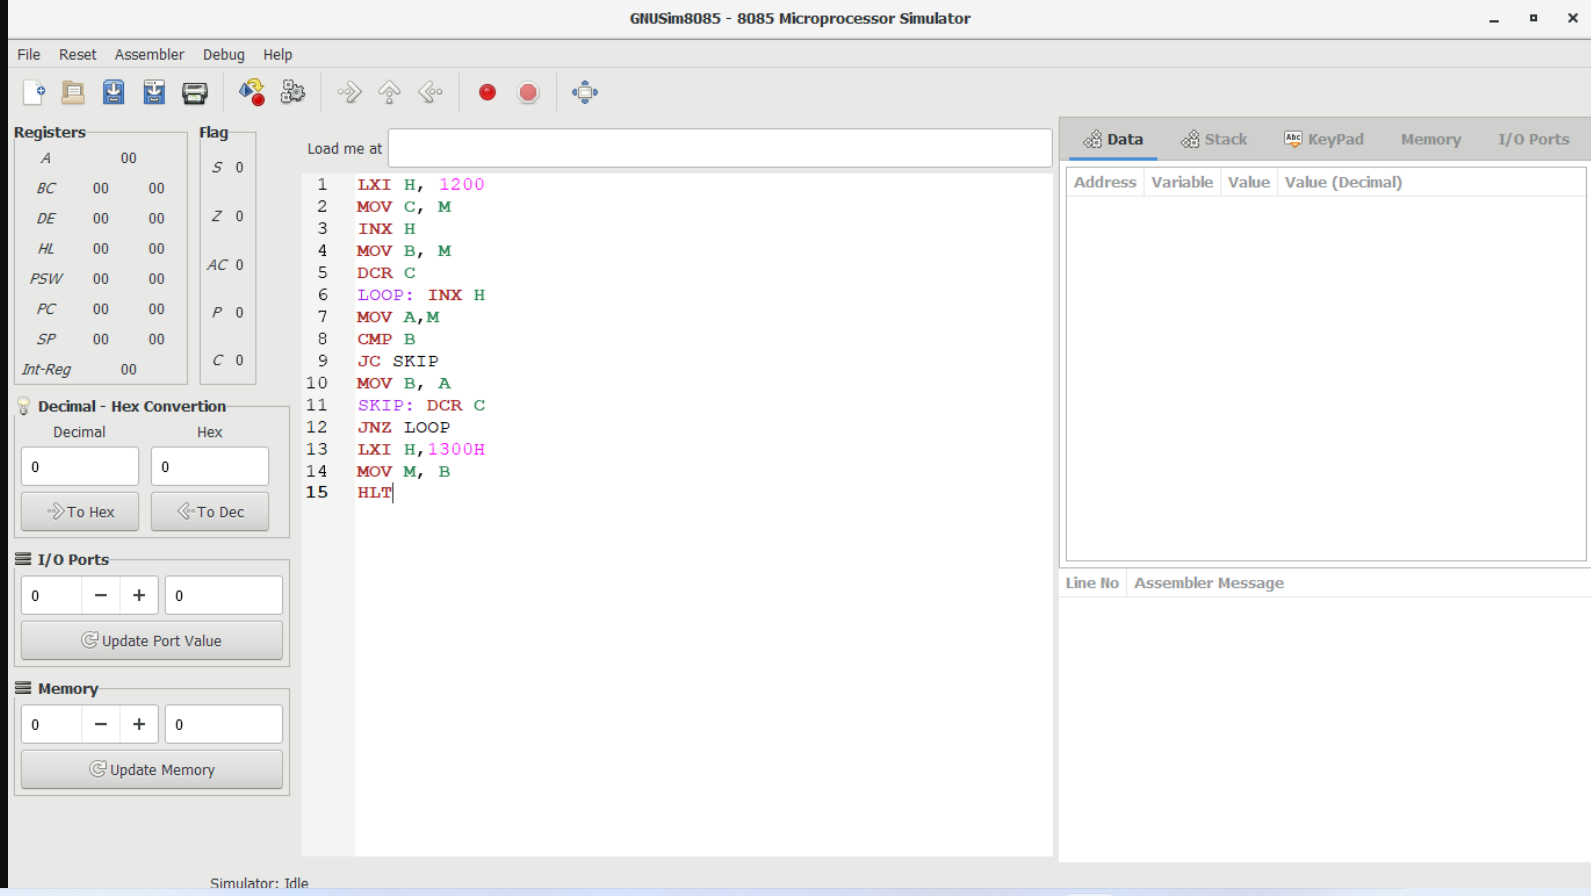 GNUSim8085 - 8085 Microprocessor Simulator
File Reset Assembler Debug Help
Registers
A 00
BC 00 00
DE 00 00
HL 00 00
PSW 00 00
PC 00 00
SP 00 00
Int-Reg 00
Flag
S 0
Z 0
AC 0
P 0
C 0
Decimal - Hex Convertion
Decimal Hex
0 0
To Hex To Dec
I/O Ports
0 − + 0
Update Port Value
Memory
0 − + 0
Update Memory
Load me at
1 LXI H, 1200
2 MOV C, M
3 INX H
4 MOV B, M
5 DCR C
6 LOOP: INX H
7 MOV A,M
8 CMP B
9 JC SKIP
10 MOV B, A
11 SKIP: DCR C
12 JNZ LOOP
13 LXI H,1300H
14 MOV M, B
15 HLT
Data Stack Abc KeyPad Memory I/O Ports
Address Variable Value Value (Decimal)
Line No Assembler Message
Simulator: Idle